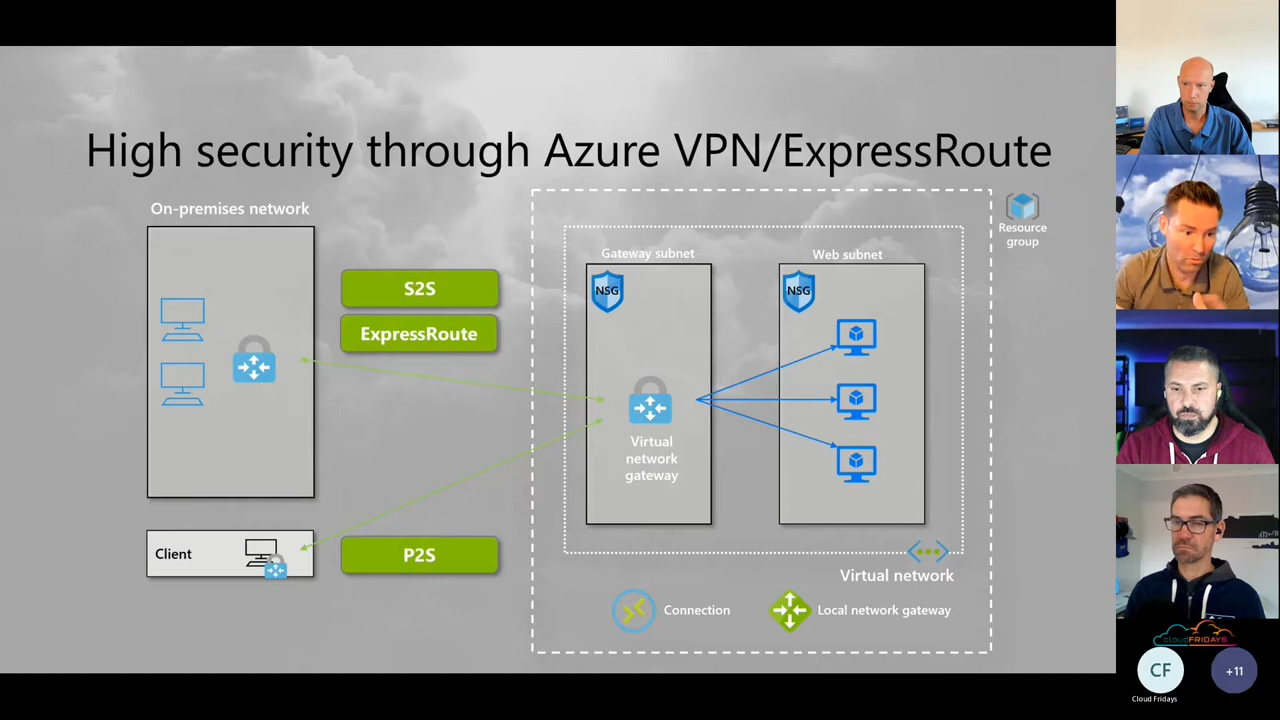 High security through Azure VPN/ExpressRoute
On-premises network
Resource
group
Gateway subnet
Web subnet
NSG
NSG
S2S
ExpressRoute
Virtual
network
gateway
Client
P2S
Virtual network
Connection
Local network gateway
cloudFRIDAYS
CF
+11
Cloud Fridays